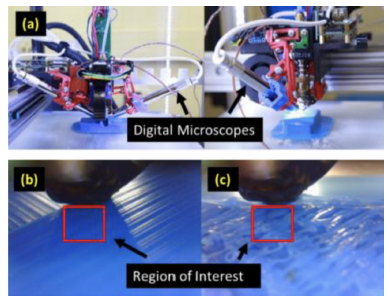 (a)
Digital Microscopes
(b)
(c)
Region of Interest